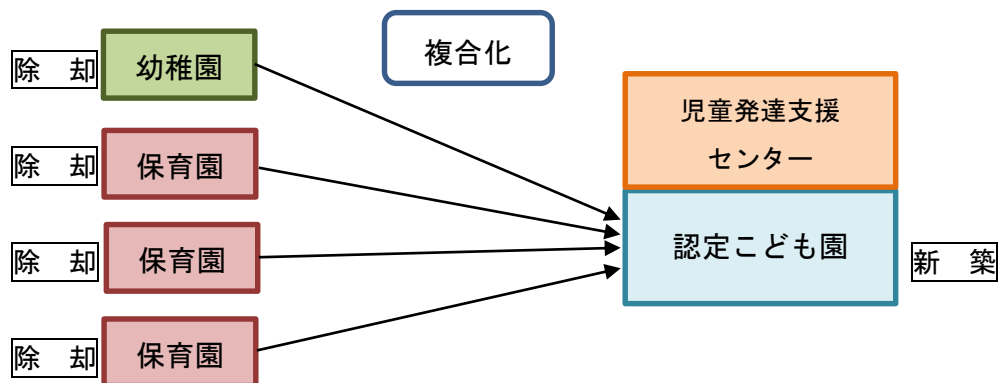 複合化
除　却
幼稚園
除　却
保育園
除　却
保育園
除　却
保育園
児童発達支援
センター
認定こども園
新　築